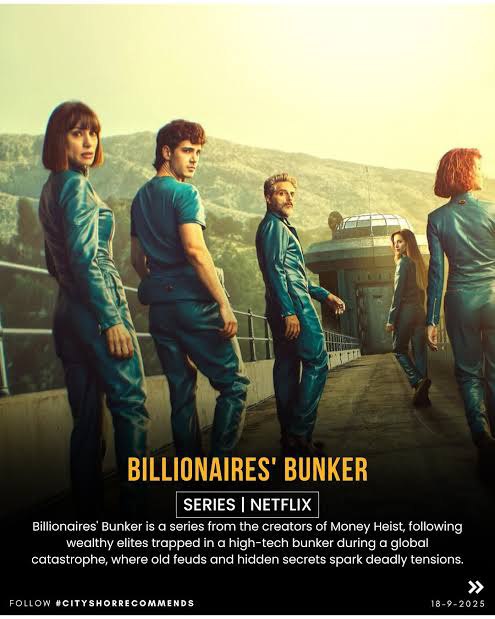 BILLIONAIRES' BUNKER
SERIES | NETFLIX
Billionaires' Bunker is a series from the creators of Money Heist, following
wealthy elites trapped in a high-tech bunker during a global
catastrophe, where old feuds and hidden secrets spark deadly tensions.
FOLLOW #CITYSHORRECOMMENDS
18-9-2025